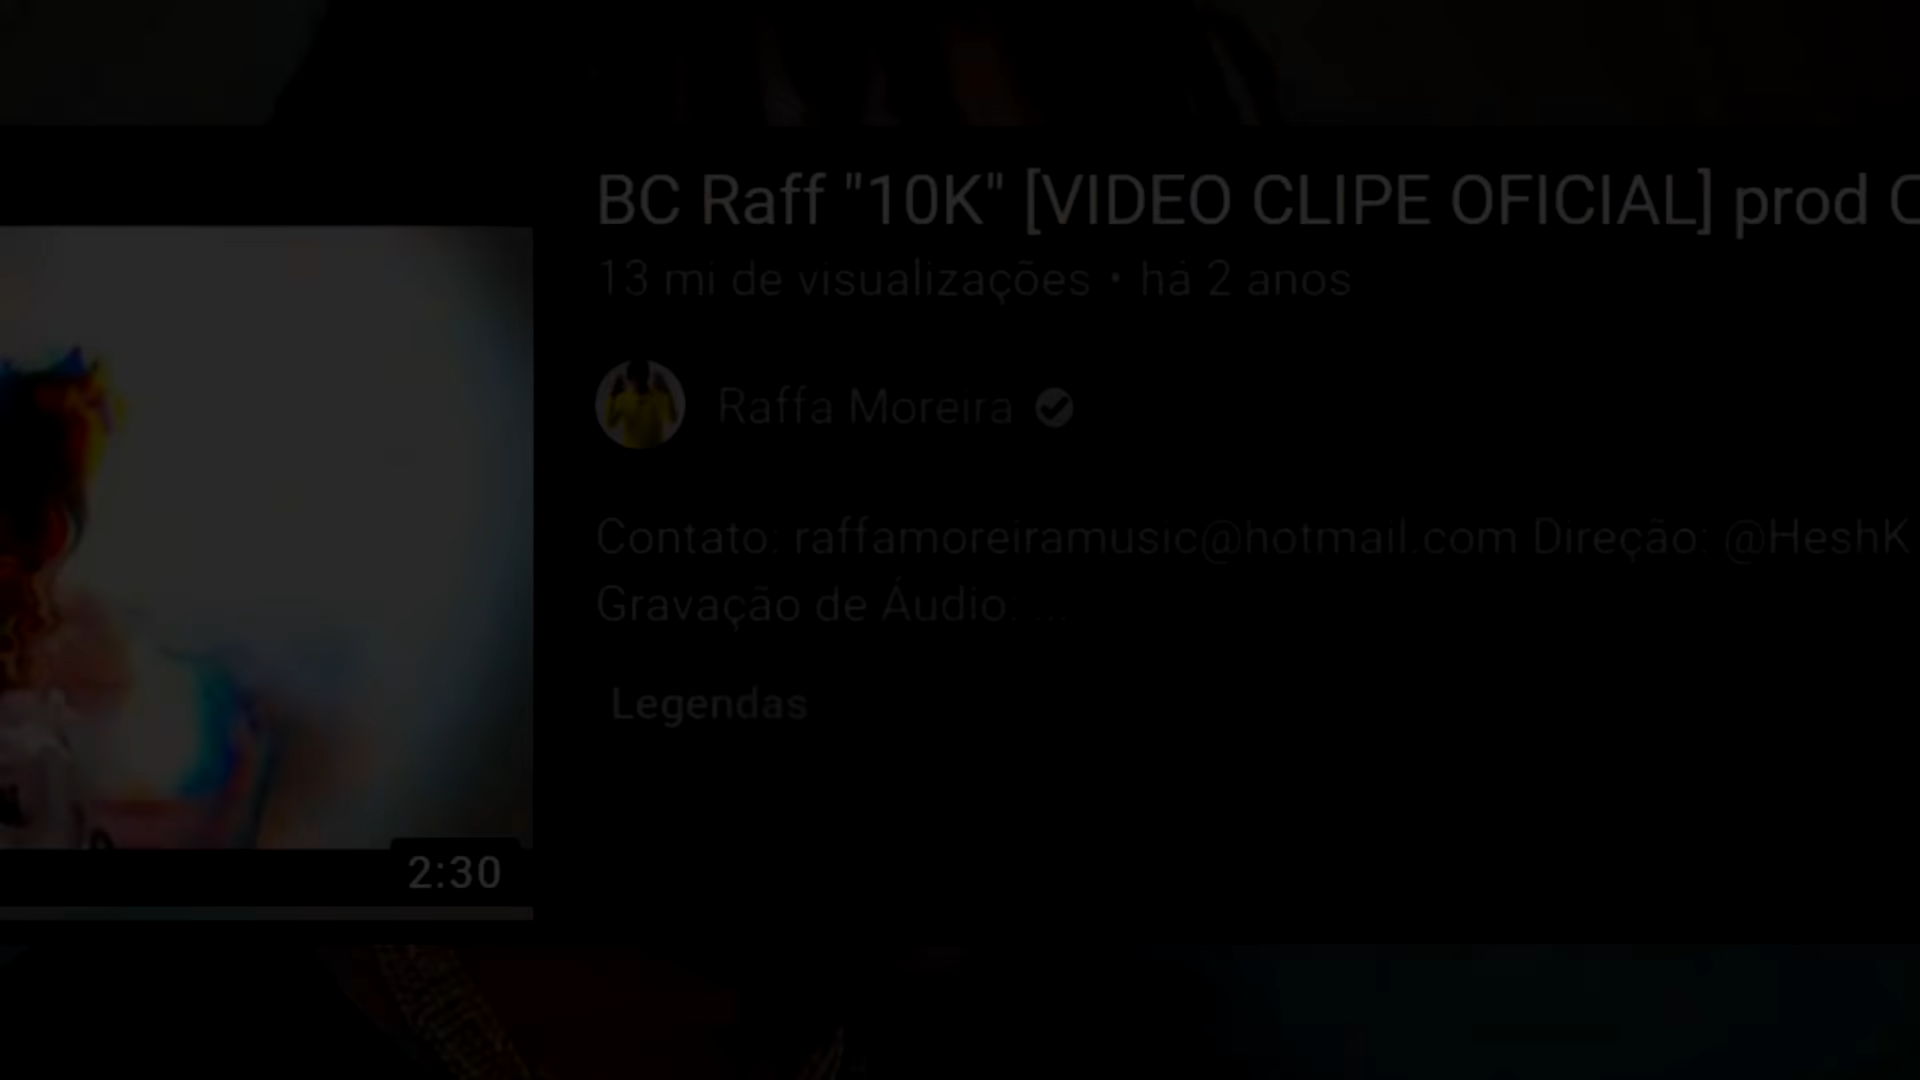 BC Raff "10K" [VIDEO CLIPE OFICIAL] prod
13 mi de visualizações • há 2 anos
Raffa Moreira
Contato: raffamoreiramusic@hotmail.com Direção: @HeshK
Gravação de Áudio: ...
Legendas
2:30